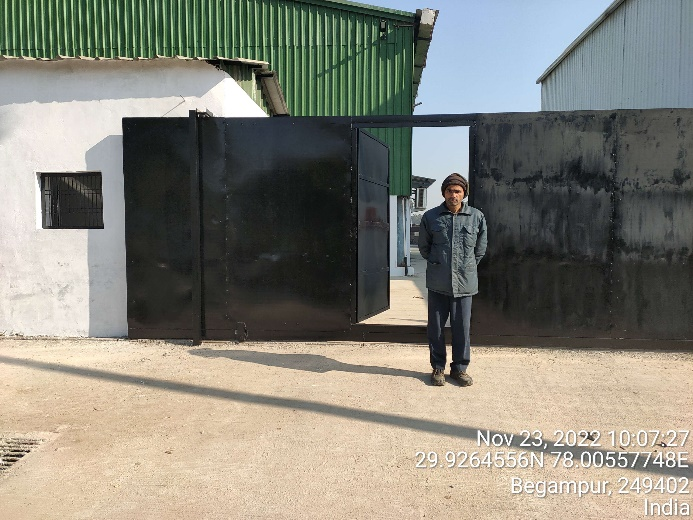 Nov 23, 2022 10:07:27
29.9264556N 78.00557748E
Begampur, 249402
India